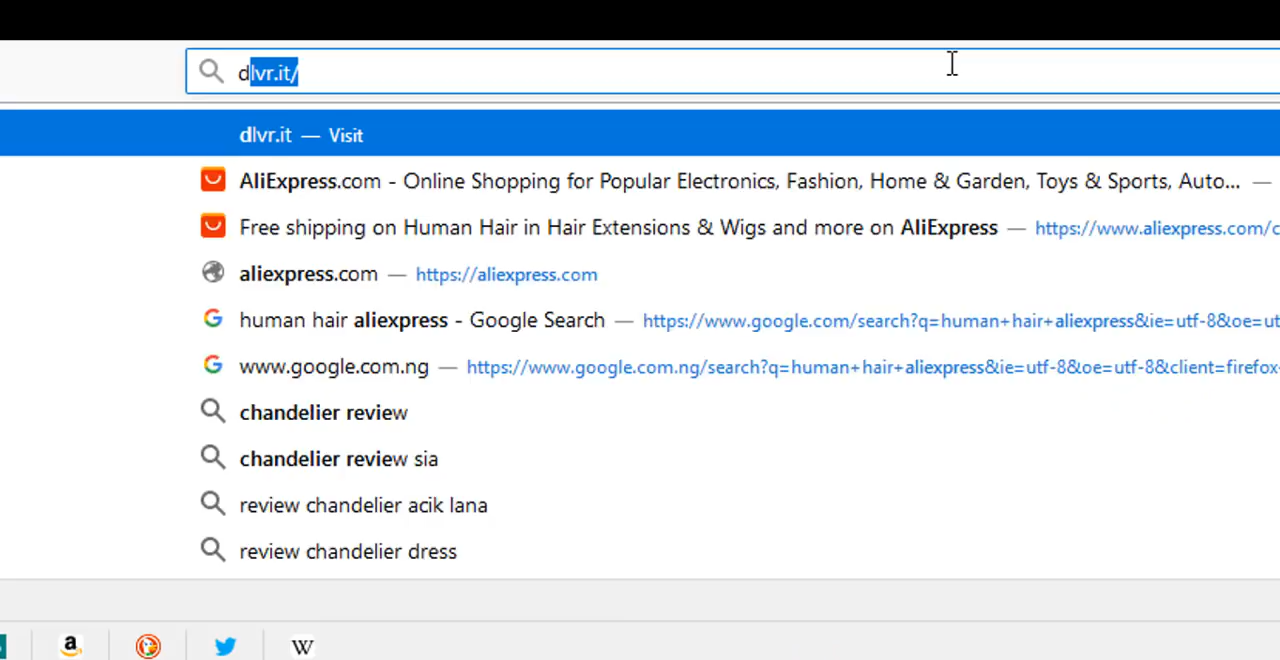 dlvr.it/
dlvr.it — Visit
AliExpress.com - Online Shopping for Popular Electronics, Fashion, Home & Garden, Toys & Sports, Auto... —
Free shipping on Human Hair in Hair Extensions & Wigs and more on AliExpress — https://www.aliexpress.com/c
aliexpress.com — https://aliexpress.com
human hair aliexpress - Google Search — https://www.google.com/search?q=human+hair+aliexpress&ie=utf-8&oe=ut
www.google.com.ng — https://www.google.com.ng/search?q=human+hair+aliexpress&ie=utf-8&oe=utf-8&client=firefox-
chandelier review
chandelier review sia
review chandelier acik lana
review chandelier dress
a W